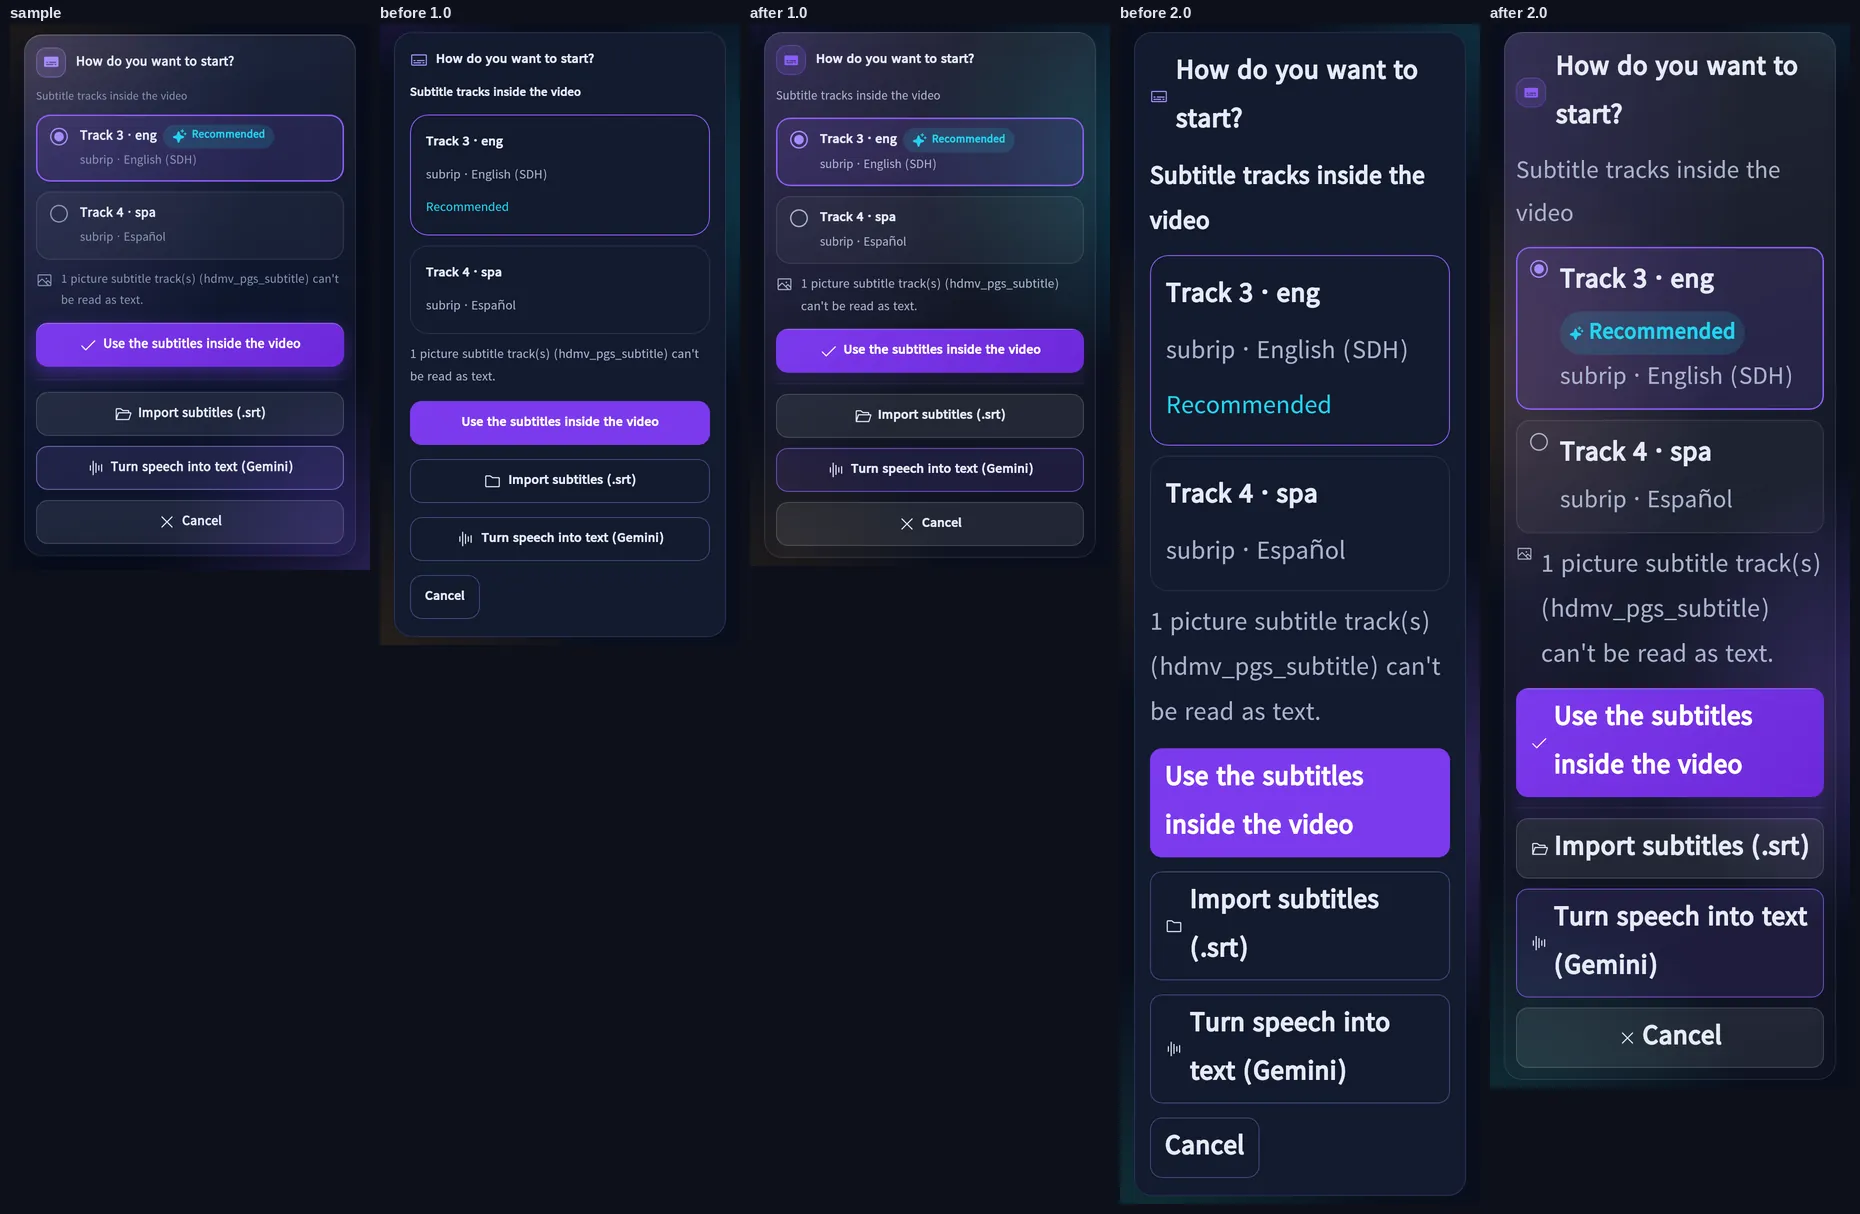 sample
How do you want to start?
Subtitle tracks inside the video
Track 3 · eng Recommended
subrip · English (SDH)
Track 4 · spa
subrip · Español
1 picture subtitle track(s) (hdmv_pgs_subtitle) can't
be read as text.
Use the subtitles inside the video
Import subtitles (.srt)
Turn speech into text (Gemini)
Cancel
before 1.0
How do you want to start?
Subtitle tracks inside the video
Track 3 · eng
subrip · English (SDH)
Recommended
Track 4 · spa
subrip · Español
1 picture subtitle track(s) (hdmv_pgs_subtitle) can't
be read as text.
Use the subtitles inside the video
Import subtitles (.srt)
Turn speech into text (Gemini)
Cancel
after 1.0
How do you want to start?
Subtitle tracks inside the video
Track 3 · eng Recommended
subrip · English (SDH)
Track 4 · spa
subrip · Español
1 picture subtitle track(s) (hdmv_pgs_subtitle)
can't be read as text.
Use the subtitles inside the video
Import subtitles (.srt)
Turn speech into text (Gemini)
Cancel
before 2.0
How do you want to
start?
Subtitle tracks inside the
video
Track 3 · eng
subrip · English (SDH)
Recommended
Track 4 · spa
subrip · Español
1 picture subtitle track(s)
(hdmv_pgs_subtitle) can't
be read as text.
Use the subtitles
inside the video
Import subtitles
(.srt)
Turn speech into
text (Gemini)
Cancel
after 2.0
How do you want to
start?
Subtitle tracks inside the
video
Track 3 · eng
Recommended
subrip · English (SDH)
Track 4 · spa
subrip · Español
1 picture subtitle track(s)
(hdmv_pgs_subtitle)
can't be read as text.
Use the subtitles
inside the video
Import subtitles (.srt)
Turn speech into text
(Gemini)
Cancel